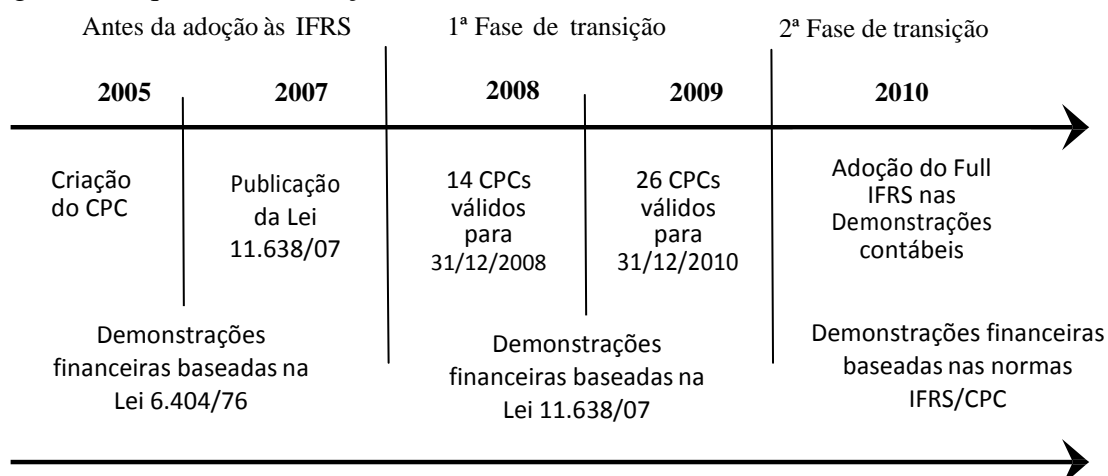 Antes da adoção às IFRS
1ª Fase de transição
2ª Fase de transição
2005
2007
2008
2009
2010
Criação
do CPC
Publicação
da Lei
11.638/07
14 CPCs
válidos
para
31/12/2008
26 CPCs
válidos
para
31/12/2010
Adoção do Full
IFRS nas
Demonstrações
contábeis
Demonstrações
financeiras baseadas na
Lei 6.404/76
Demonstrações
financeiras baseadas na
Lei 11.638/07
Demonstrações financeiras
baseadas nas normas
IFRS/CPC